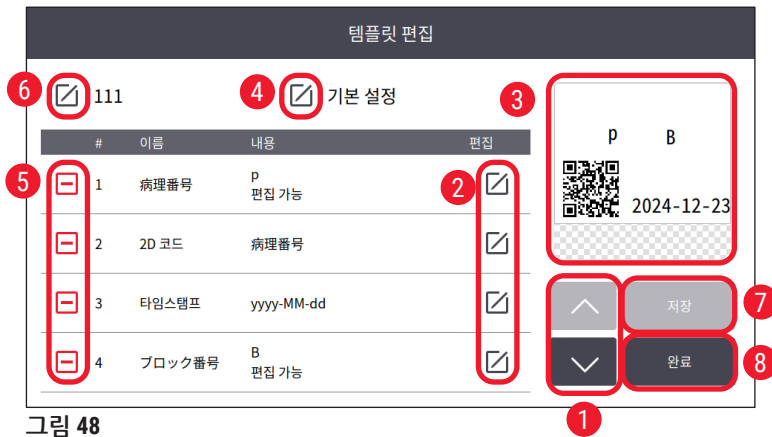 템플릿 편집
6 111 4 기본 설정 3
# 이름 내용 편집
5 1 病理番号 p 편집 가능 2
2 2D 코드 病理番号
3 타임스탬프 yyyy-MM-dd
4 ブロック番号 B 편집 가능
p B
2024-12-23
저장 7
완료 8
1
그림 48